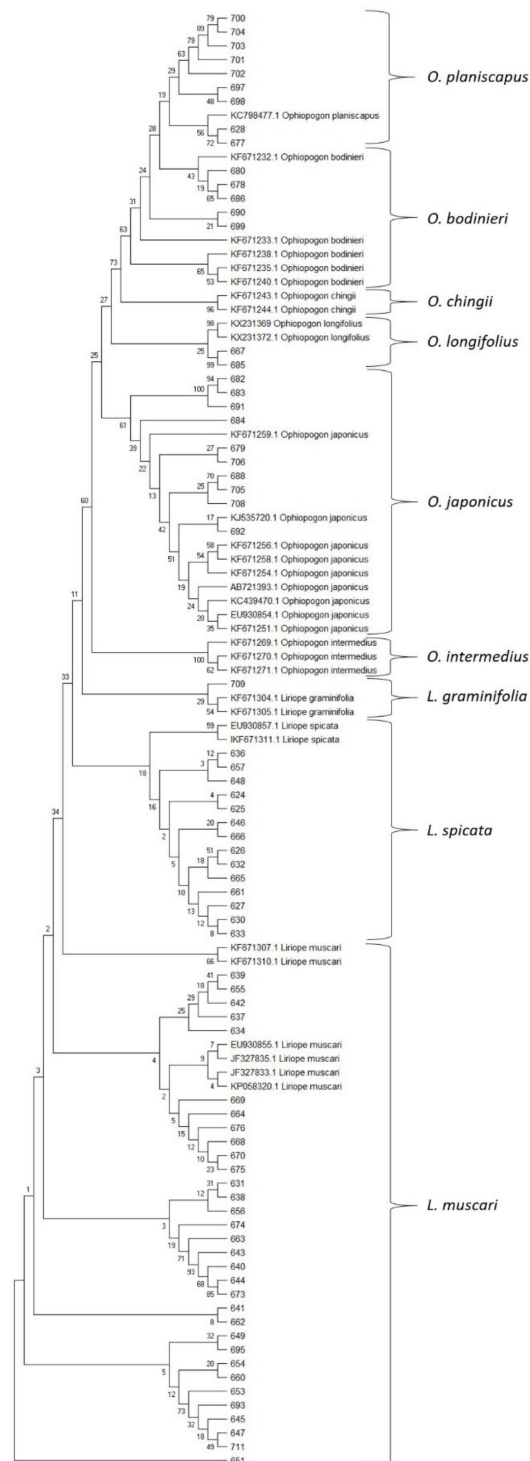 79 700
89 704
79 703
63 701
29 702
19 697
48 698
KC798477.1 Ophiopogon planiscapus
56 628
72 677
O. planiscapus
28 KF671232.1 Ophiopogon bodinieri
43 680
19 678
65 686
24 690
21 699
31 KF671233.1 Ophiopogon bodinieri
63 KF671238.1 Ophiopogon bodinieri
65 KF671235.1 Ophiopogon bodinieri
53 KF671240.1 Ophiopogon bodinieri
O. bodinieri
73 KF671243.1 Ophiopogon chingii
96 KF671244.1 Ophiopogon chingii
O. chingii
27 98 KX231369 Ophiopogon longifolius
KX231372.1 Ophiopogon longifolius
25 667
99 685
O. longifolius
25 94 682
100 683
61 691
39 684
22 KF671259.1 Ophiopogon japonicus
27 679
13 706
70 688
25 705
42 708
17 KJ535720.1 Ophiopogon japonicus
51 692
58 KF671256.1 Ophiopogon japonicus
54 KF671258.1 Ophiopogon japonicus
19 KF671254.1 Ophiopogon japonicus
AB721393.1 Ophiopogon japonicus
24 KC439470.1 Ophiopogon japonicus
28 EU930854.1 Ophiopogon japonicus
35 KF671251.1 Ophiopogon japonicus
O. japonicus
60 KF671269.1 Ophiopogon intermedius
100 KF671270.1 Ophiopogon intermedius
62 KF671271.1 Ophiopogon intermedius
O. intermedius
11 709
29 KF671304.1 Liriope graminifolia
54 KF671305.1 Liriope graminifolia
L. graminifolia
33 59 EU930857.1 Liriope spicata
IKF671311.1 Liriope spicata
18 12 636
3 657
16 648
4 624
2 625
20 646
5 666
51 626
18 632
10 665
661
13 627
12 630
8 633
L. spicata
34 KF671307.1 Liriope muscari
66 KF671310.1 Liriope muscari
2 41 639
18 655
29 642
25 637
634
4 7 EU930855.1 Liriope muscari
9 JF327835.1 Liriope muscari
JF327833.1 Liriope muscari
2 4 KP058320.1 Liriope muscari
669
5 664
15 676
12 668
10 670
23 675
3 31 631
12 638
3 656
674
19 663
71 643
93 640
68 644
85 673
1 641
8 662
32 649
5 695
20 654
12 660
653
73 693
32 645
18 647
49 711
651
L. muscari